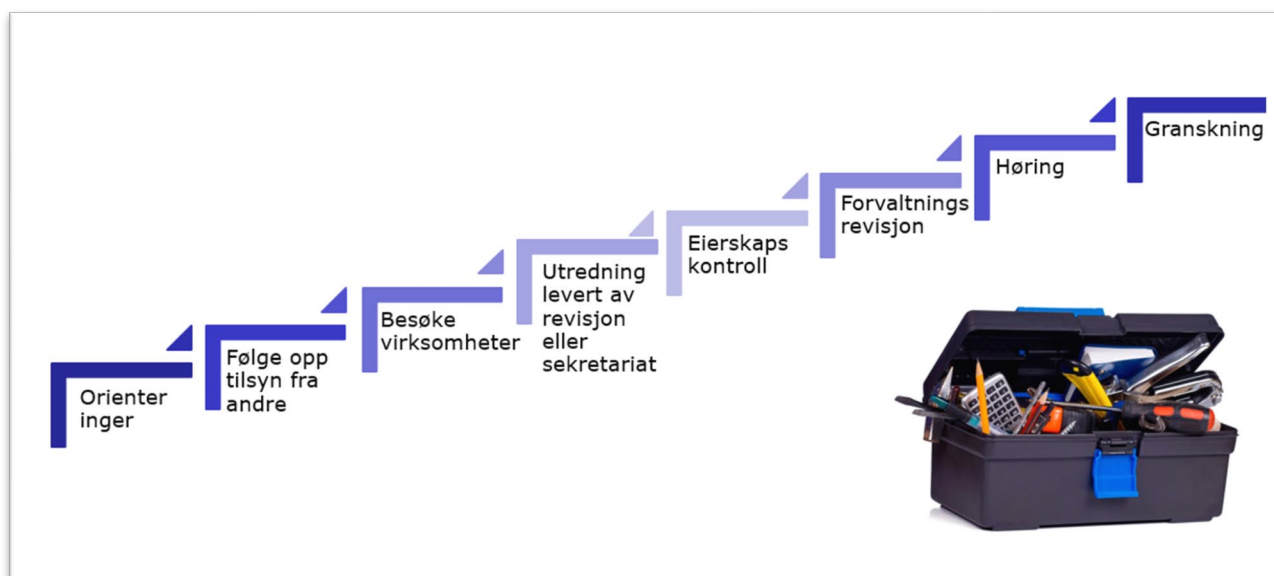 Orienter
inger
Følge opp
tilsyn fra
andre
Besøke
virksomheter
Utredning
levert av
revisjon
eller
sekretariat
Eierskaps
kontroll
Forvaltnings
revisjon
Høring
Granskning